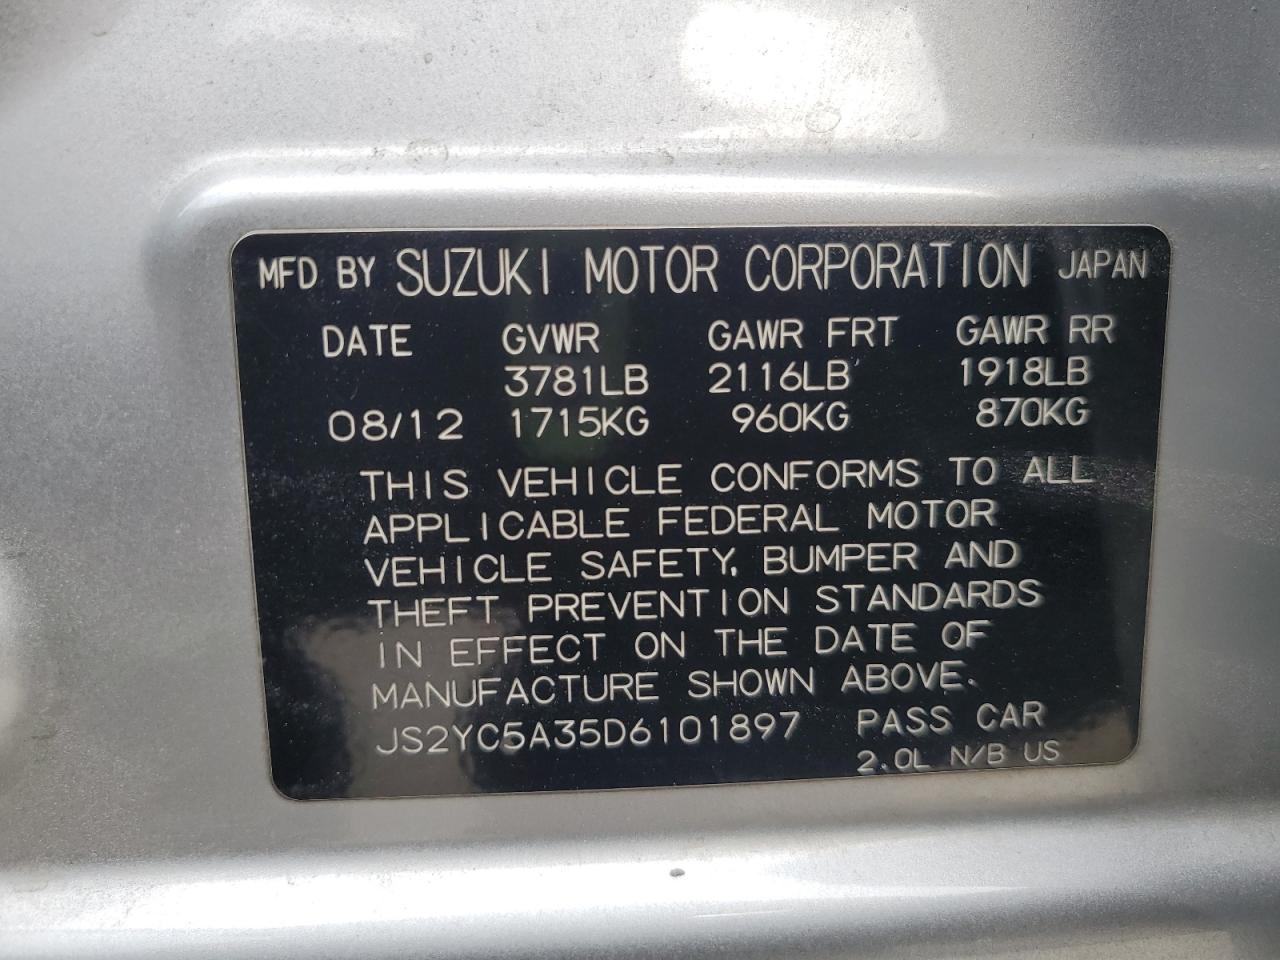 MFD BY SUZUKI MOTOR CORPORATION JAPAN
DATE GVWR GAWR FRT GAWR RR
3781LB 2116LB 1918LB
08/12 1715KG 960KG 870KG
THIS VEHICLE CONFORMS TO ALL
APPLICABLE FEDERAL MOTOR
VEHICLE SAFETY, BUMPER AND
THEFT PREVENTION STANDARDS
IN EFFECT ON THE DATE OF
MANUFACTURE SHOWN ABOVE.
JS2YC5A35D6101897 PASS CAR
2.0L N/B US